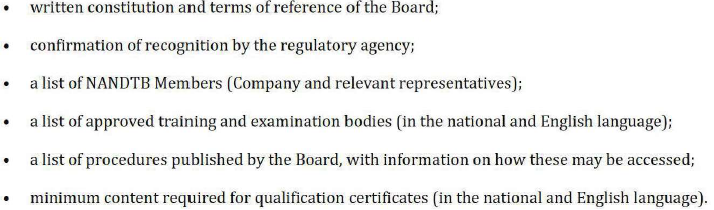 • written constitution and terms of reference of the Board;
• confirmation of recognition by the regulatory agency;
• a list of NANDTB Members (Company and relevant representatives);
• a list of approved training and examination bodies (in the national and English language);
• a list of procedures published by the Board, with information on how these may be accessed;
• minimum content required for qualification certificates (in the national and English language).